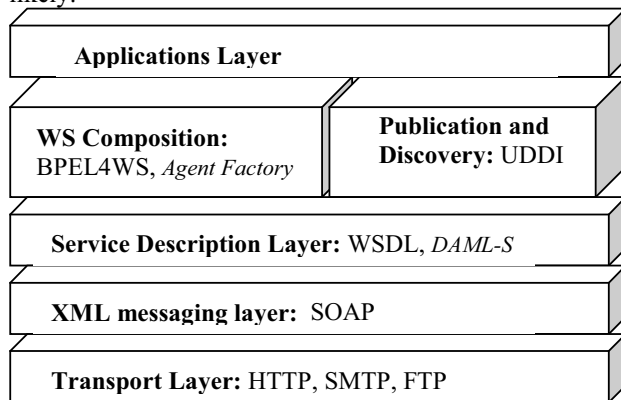 likely.
Applications Layer
WS Composition:
BPEL4WS, Agent Factory
Publication and
Discovery: UDDI
Service Description Layer: WSDL, DAML-S
XML messaging layer: SOAP
Transport Layer: HTTP, SMTP, FTP